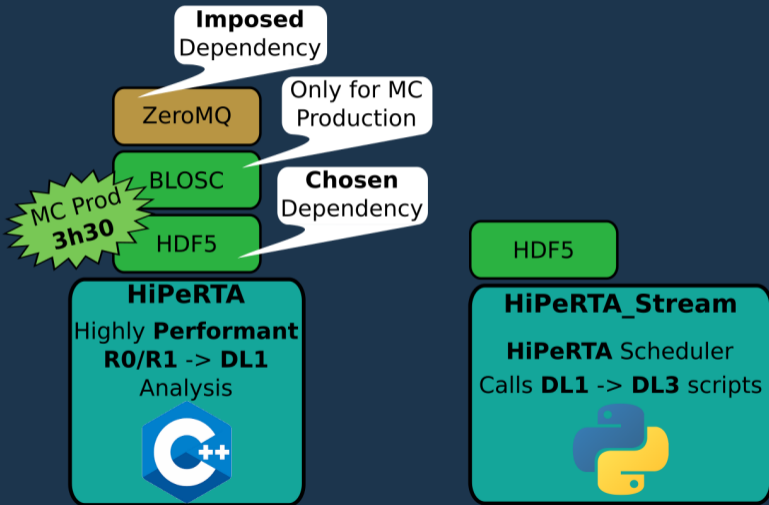 Imposed
Dependency
ZeroMQ
Only for MC
Production
BLOSC
Chosen
Dependency
MC Prod
3h30
HDF5
HiPeRTA
Highly Performant
R0/R1 -> DL1
Analysis
C++
HDF5
HiPeRTA_Stream
HiPeRTA Scheduler
Calls DL1 -> DL3 scripts